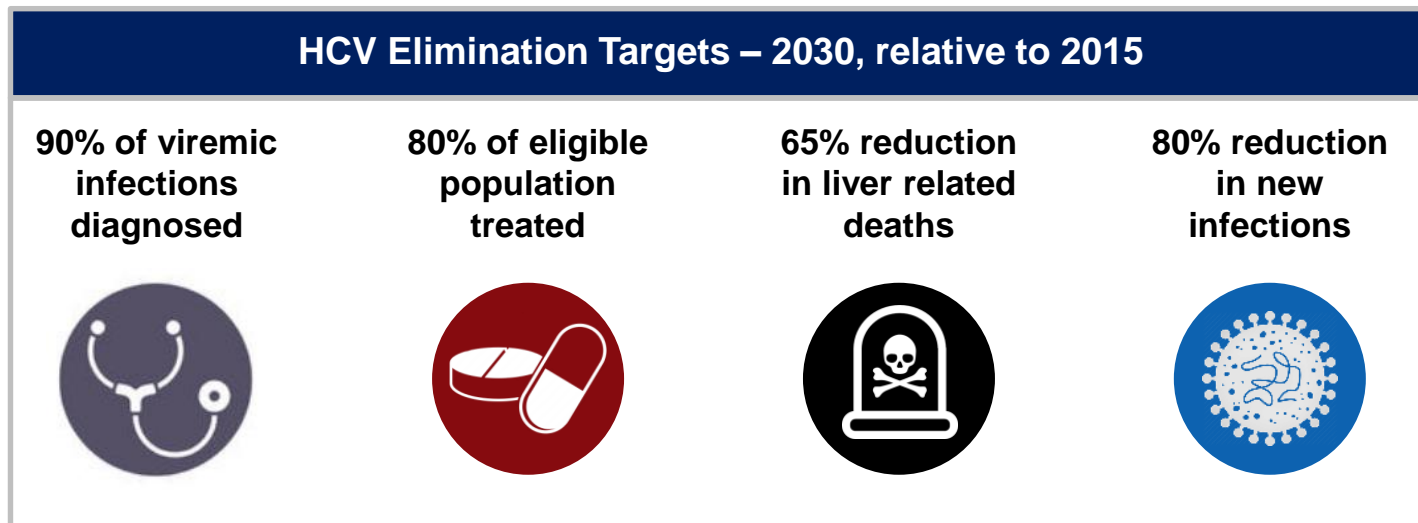 HCV Elimination Targets – 2030, relative to 2015
90% of viremic
infections
diagnosed
80% of eligible
population
treated
65% reduction
in liver related
deaths
80% reduction
in new
infections